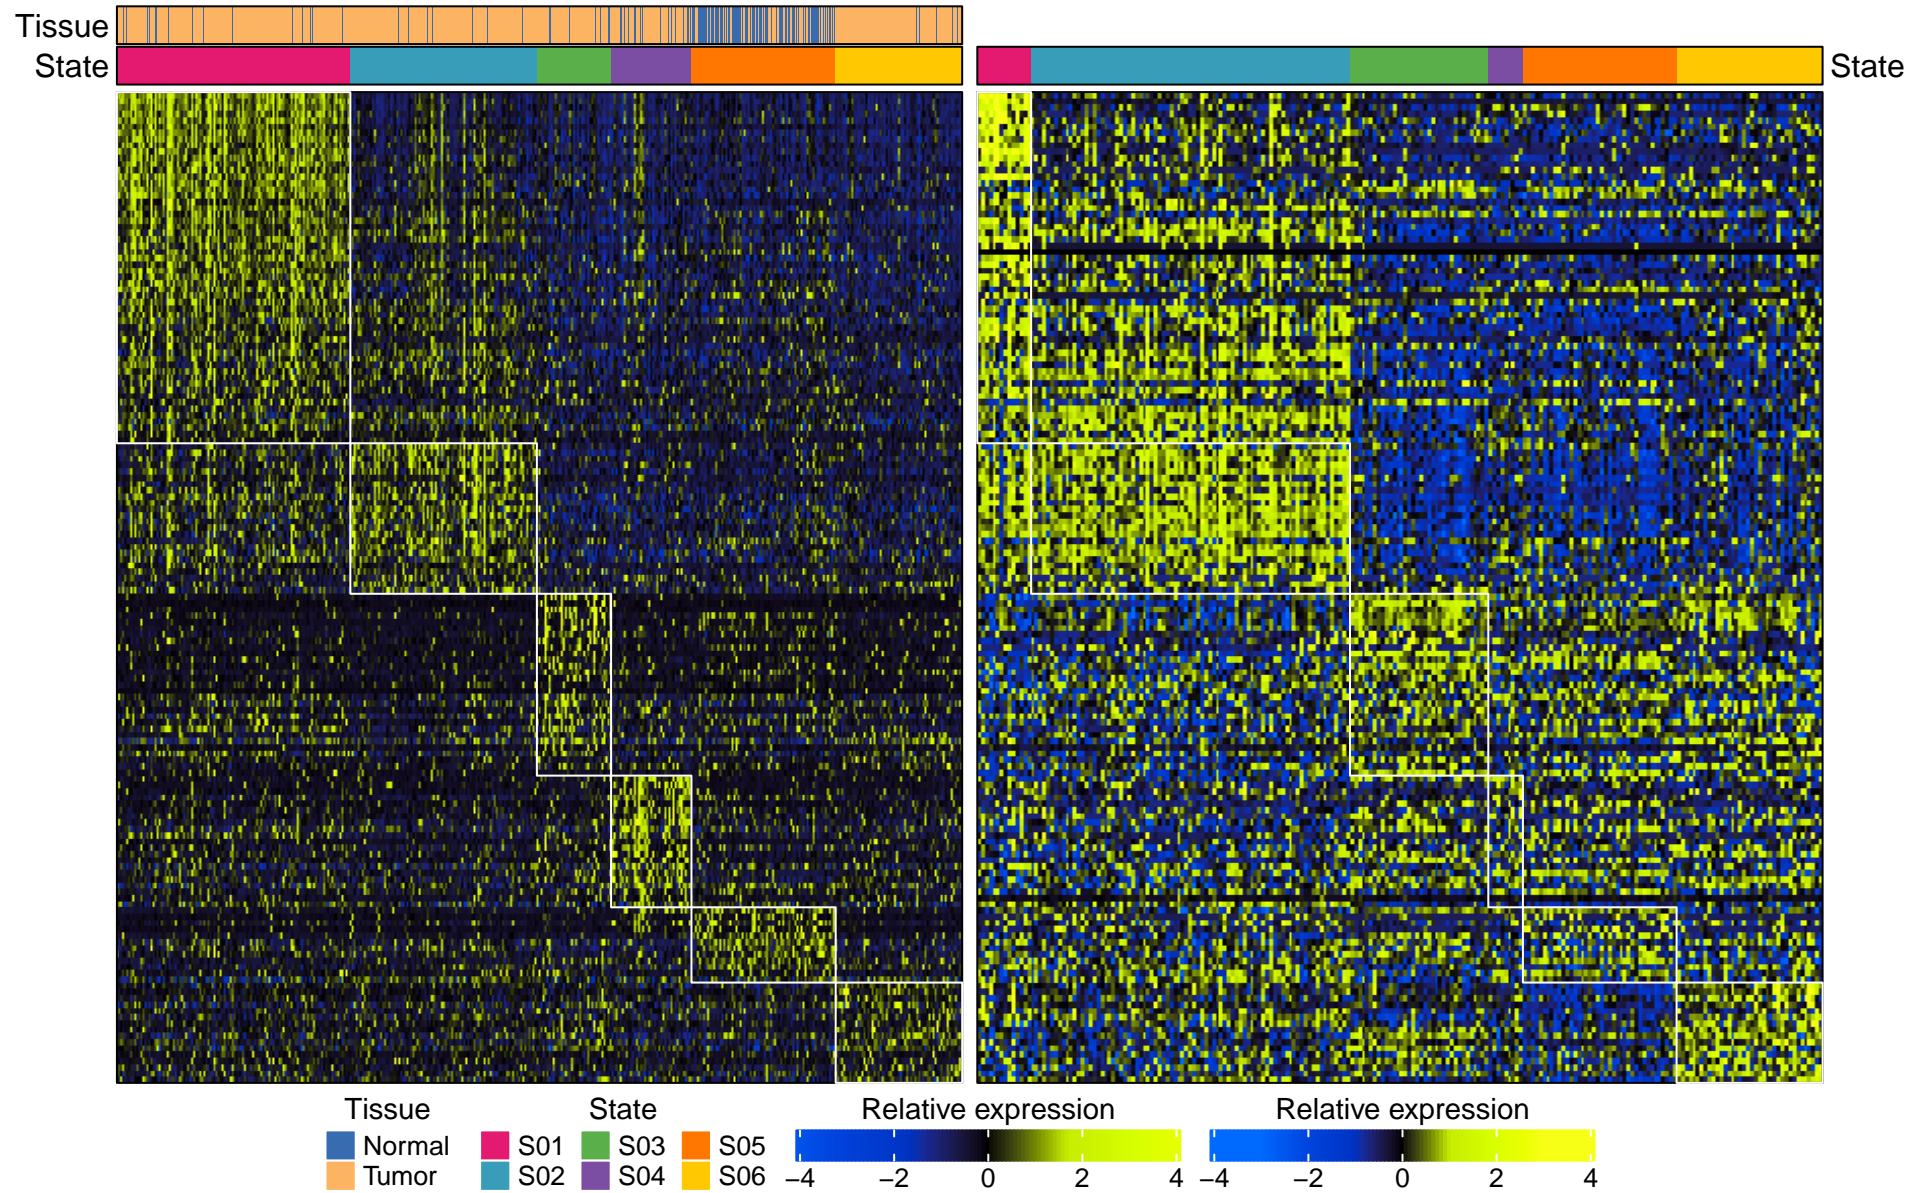 Tissue
State
State
Tissue State Relative expression Relative expression
Normal S01 S03 S05
Tumor S02 S04 S06
−4 −2 0 2 4 −4 −2 0 2 4